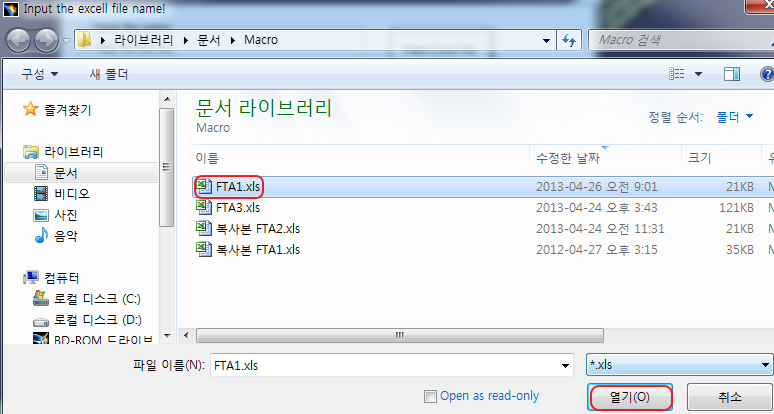 Input the excell file name!
라이브러리 ▸ 문서 ▸ Macro
Macro 검색
구성 새 폴더
즐겨찾기
라이브러리
문서
비디오
사진
음악
컴퓨터
로컬 디스크 (C:)
로컬 디스크 (D:)
BD-ROM 드라이브
문서 라이브러리
Macro
정렬 순서: 폴더
이름 수정한 날짜 크기
FTA1.xls 2013-04-26 오전 9:01 21KB
FTA3.xls 2013-04-24 오후 3:43 121KB
복사본 FTA2.xls 2013-04-24 오전 11:31 21KB
복사본 FTA1.xls 2012-04-27 오후 3:15 35KB
파일 이름(N): FTA1.xls *.xls
Open as read-only 열기(O) 취소